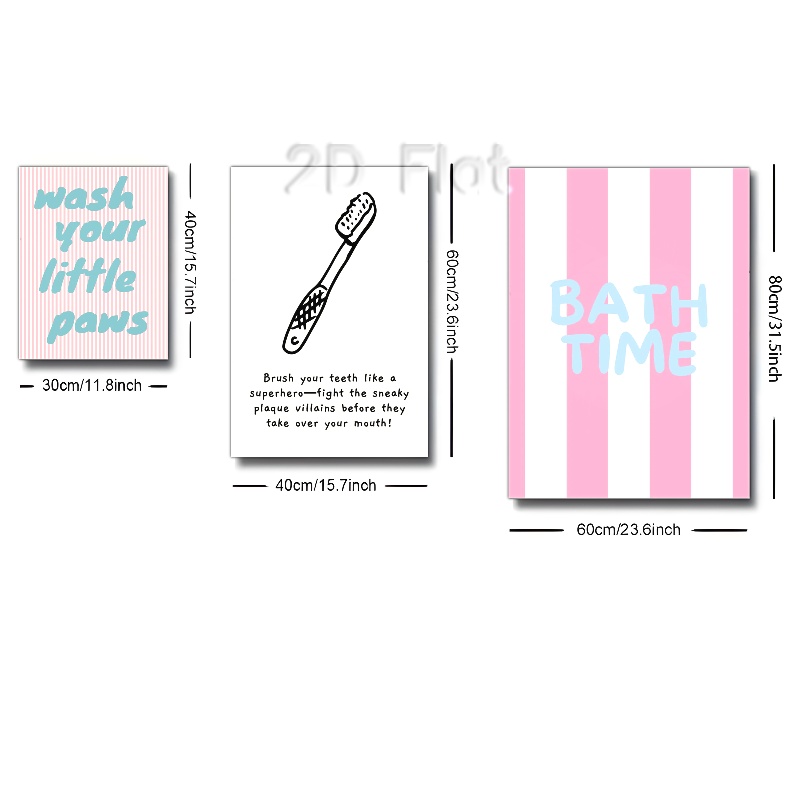 2D Flat
wash
your
little
paws
40cm/15.7inch
30cm/11.8inch
Brush your teeth like a
superhero—fight the sneaky
plaque villains before they
take over your mouth!
60cm/23.6inch
40cm/15.7inch
BATH
TIME
80cm/31.5inch
60cm/23.6inch